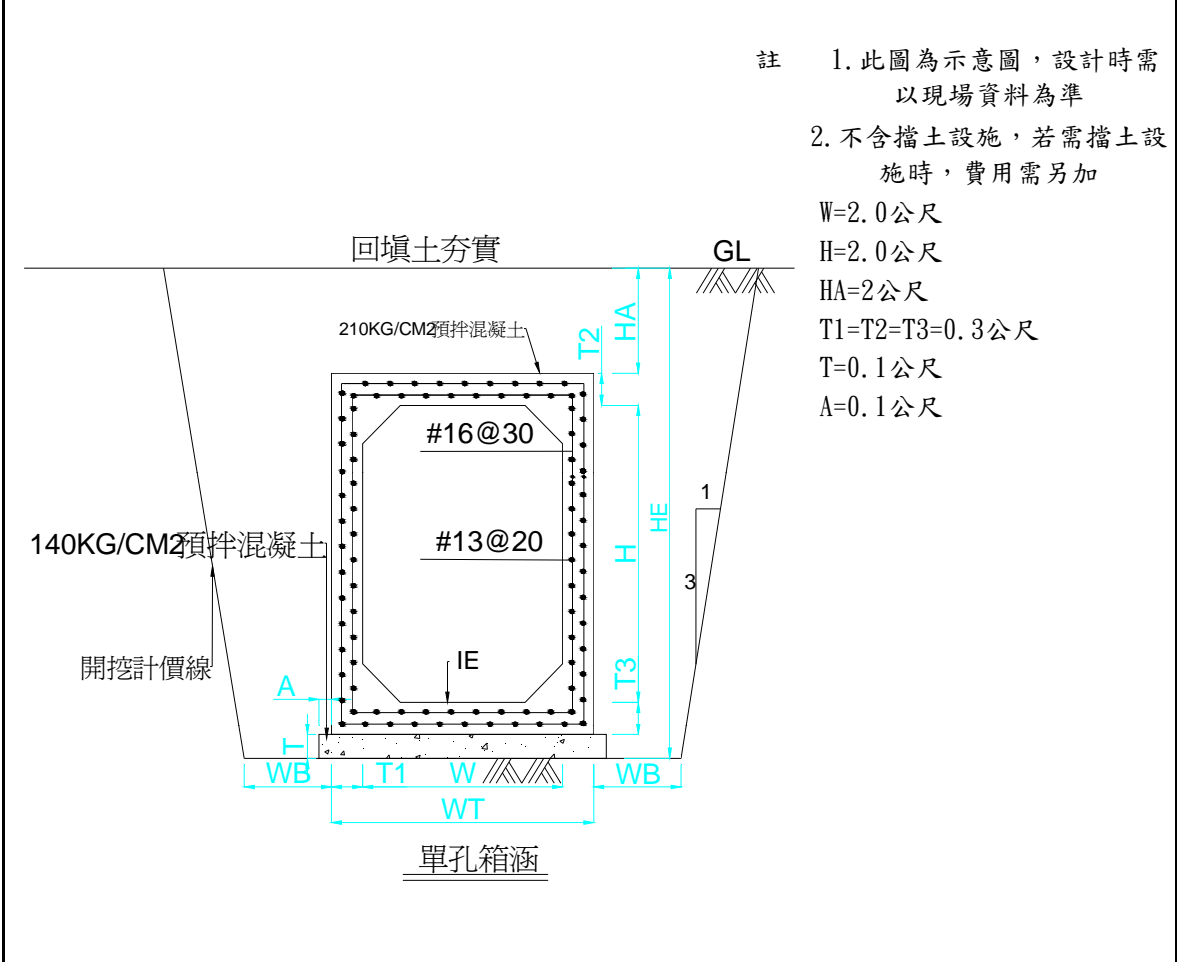 註 1.此圖為示意圖，設計時需
以現場資料為準
2.不含擋土設施，若需擋土設
施時，費用需另加
W=2.0公尺
H=2.0公尺
HA=2公尺
T1=T2=T3=0.3公尺
T=0.1公尺
A=0.1公尺
回填土夯實
GL
HA
210KG/CM2預拌混凝土
T2
#16@30
1
HE
140KG/CM2預拌混凝土
#13@20
H
3
開挖計價線
IE
T3
A
T
WB
T1
W
WB
WT
單孔箱涵